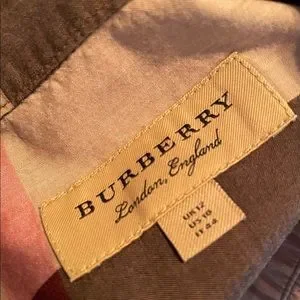 BURBERRY
London, England
UK 12
US 10
IT 44